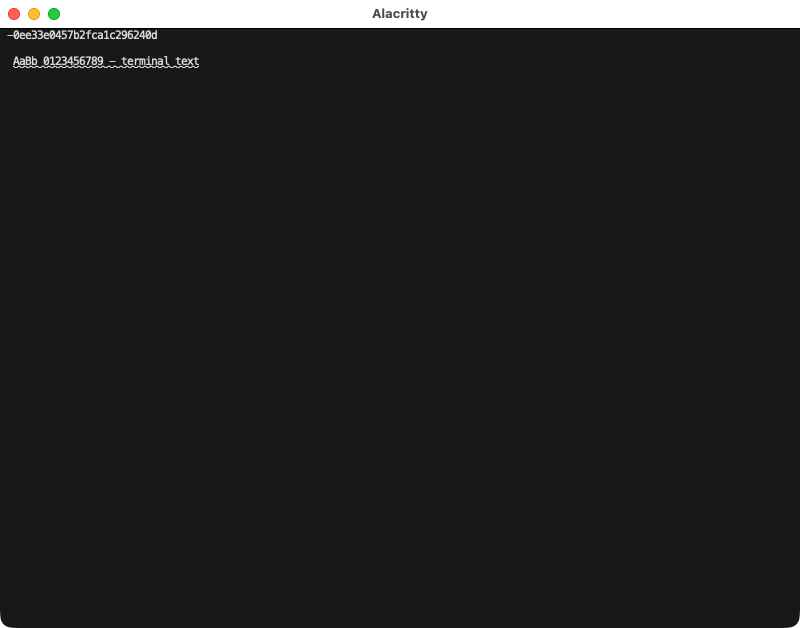 Alacritty
—0ee33e0457b2fca1c296240d
AaBb 0123456789 — terminal text